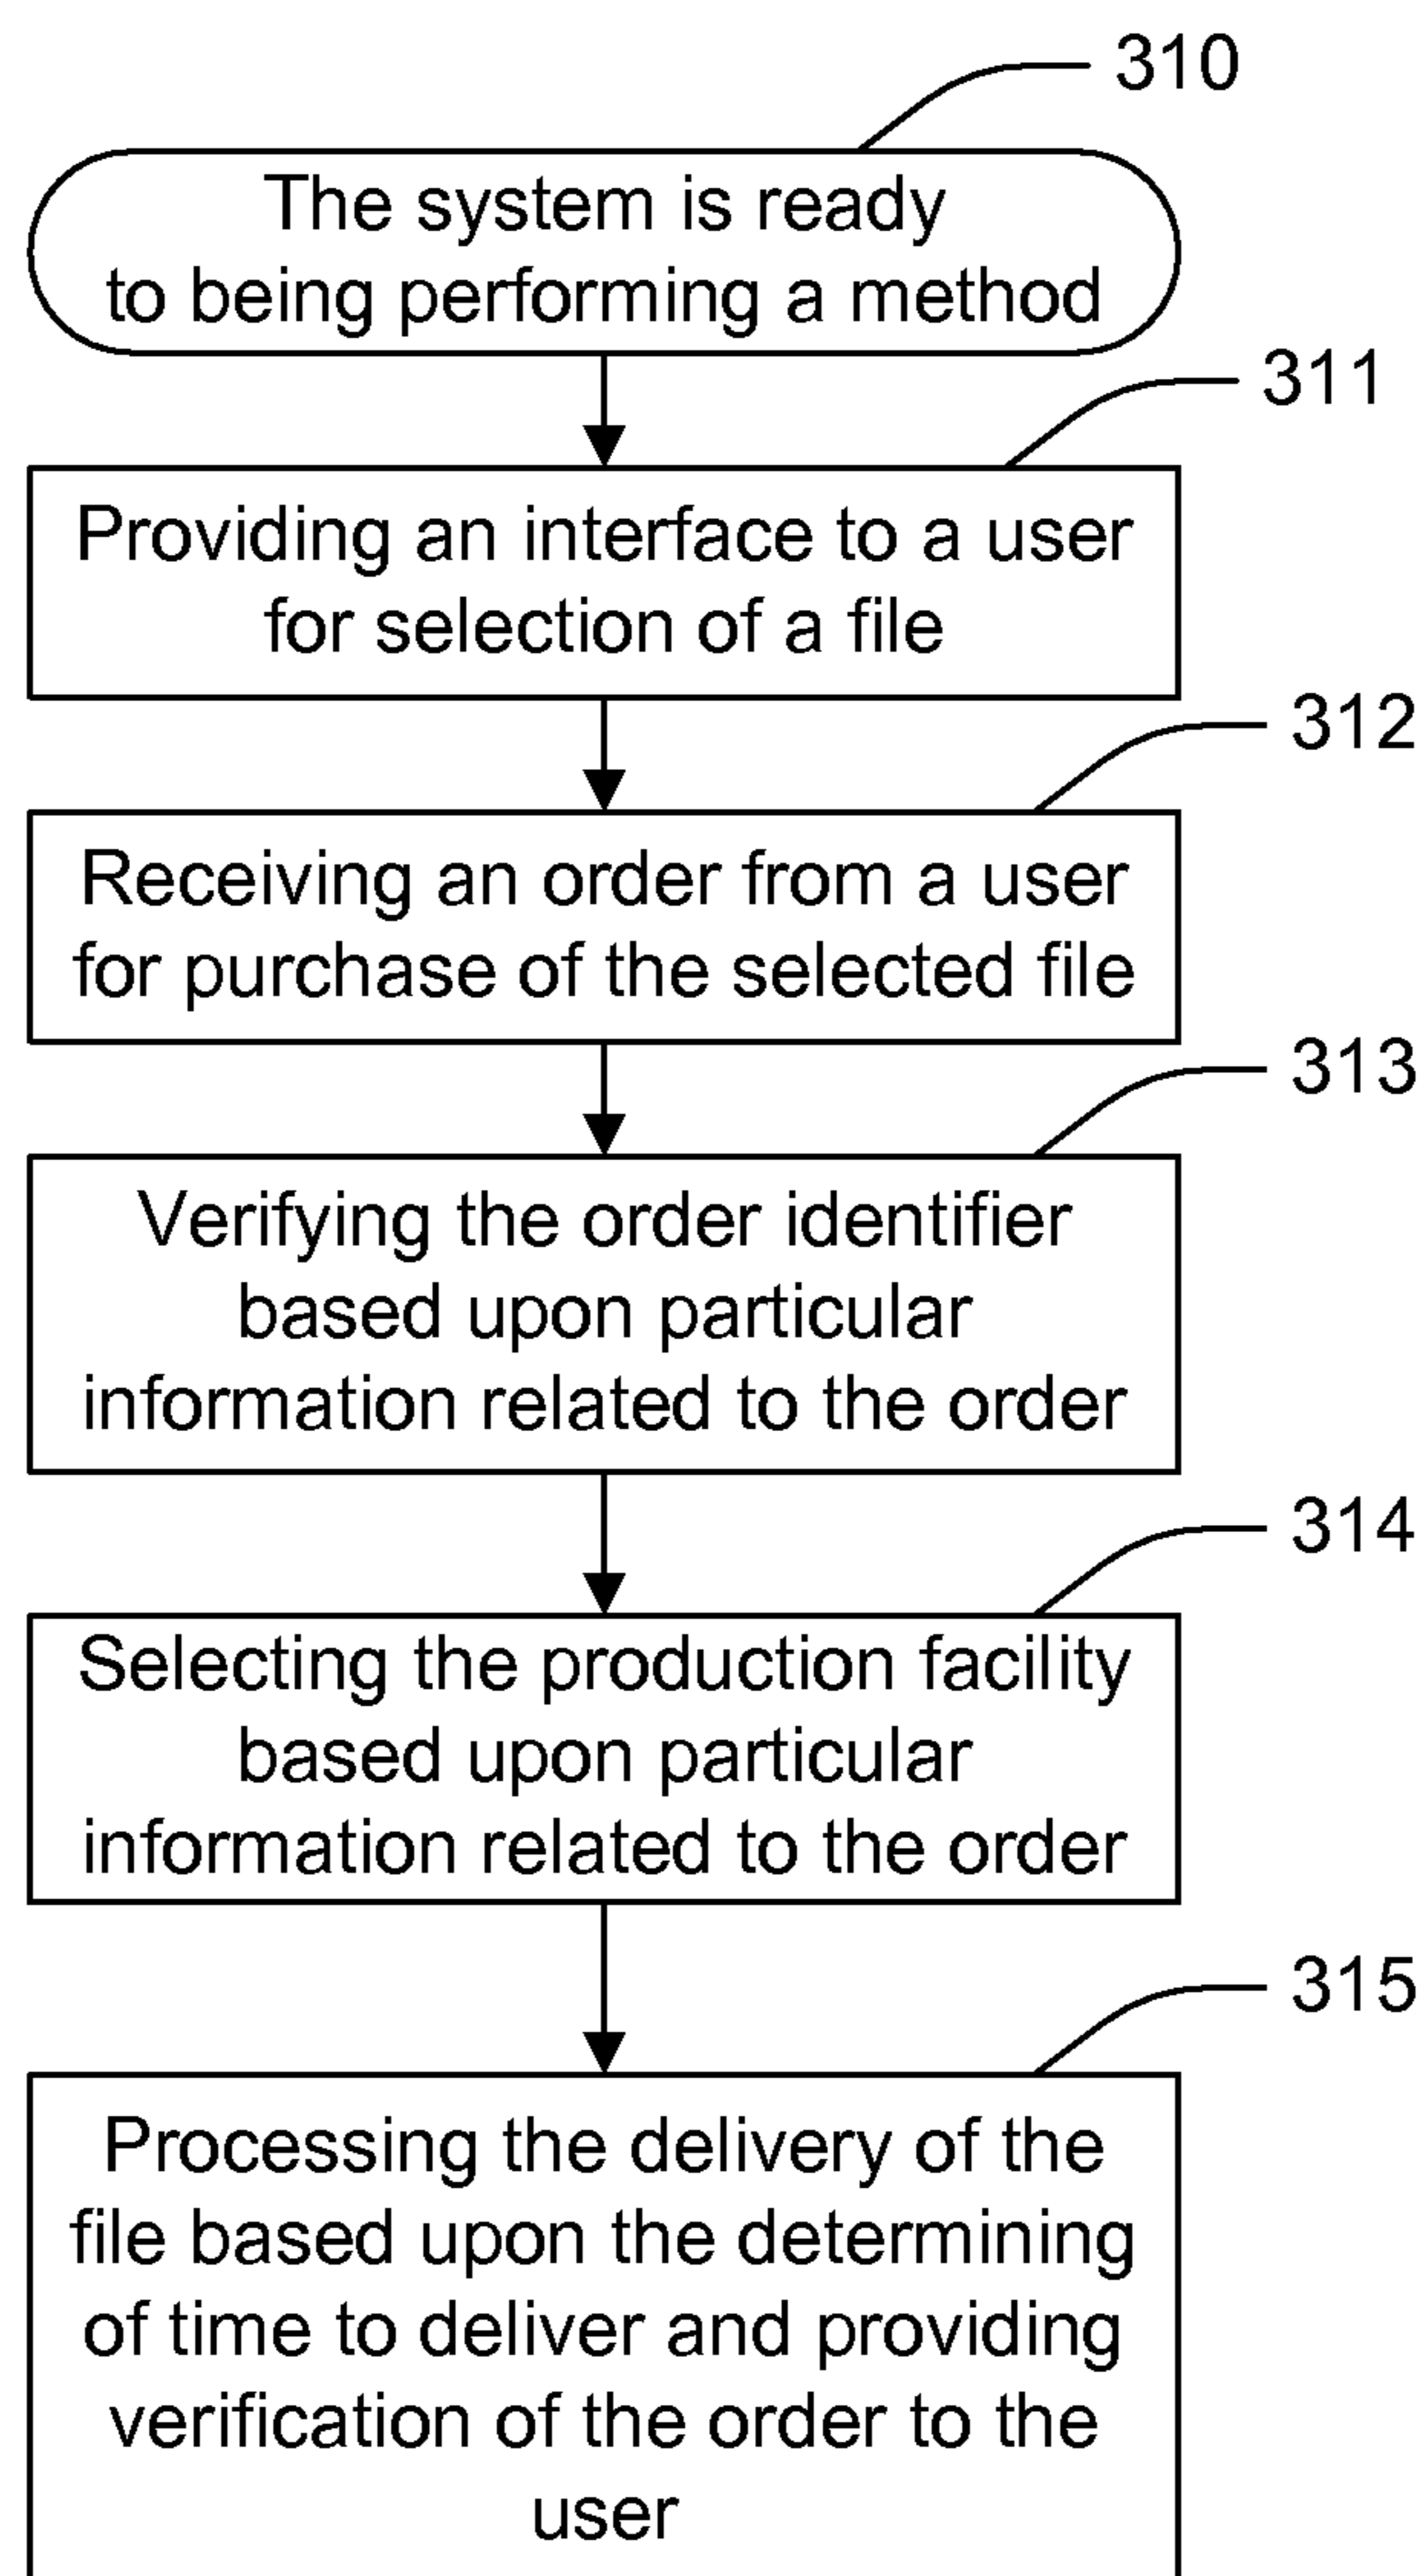 310
The system is ready
to being performing a method
311
Providing an interface to a user
for selection of a file
312
Receiving an order from a user
for purchase of the selected file
313
Verifying the order identifier
based upon particular
information related to the order
314
Selecting the production facility
based upon particular
information related to the order
315
Processing the delivery of the
file based upon the determining
of time to deliver and providing
verification of the order to the
user